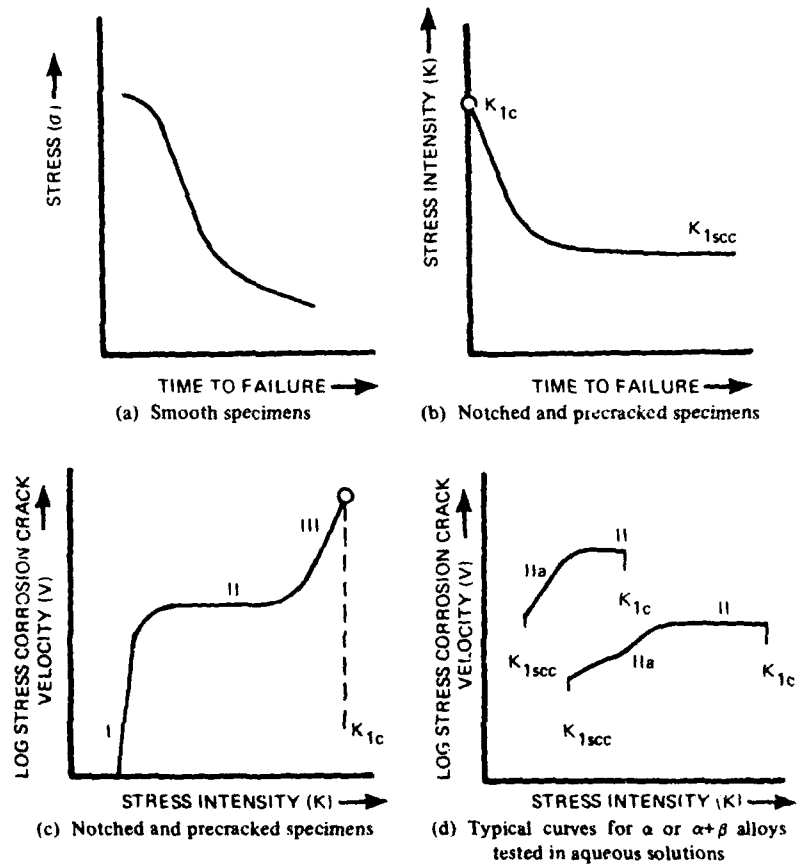 STRESS (σ)
TIME TO FAILURE
(a) Smooth specimens
STRESS INTENSITY (K)
K1c
K1scc
TIME TO FAILURE
(b) Notched and precracked specimens
LOG STRESS CORROSION CRACK
VELOCITY (V)
I
II
III
K1c
STRESS INTENSITY (K)
(c) Notched and precracked specimens
LOG STRESS CORROSION CRACK
VELOCITY (V)
IIa
II
K1c
K1scc
IIa
II
K1c
K1scc
STRESS INTENSITY (K)
(d) Typical curves for α or α+β alloys
tested in aqueous solutions